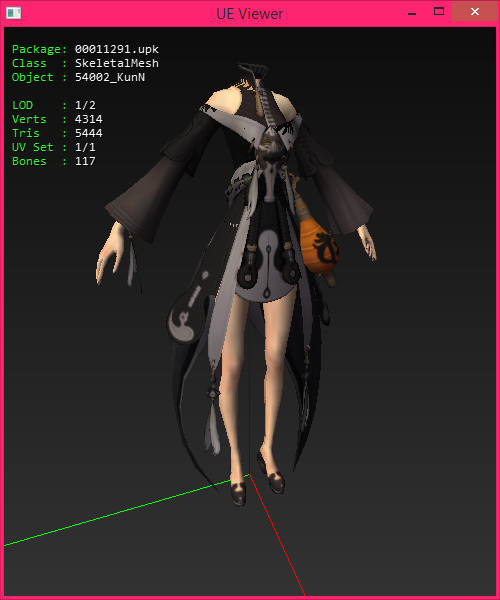 UE Viewer
Package: 00011291.upk
Class  : SkeletalMesh
Object : 54002_KunN
LOD    : 1/2
Verts  : 4314
Tris   : 5444
UV Set : 1/1
Bones  : 117